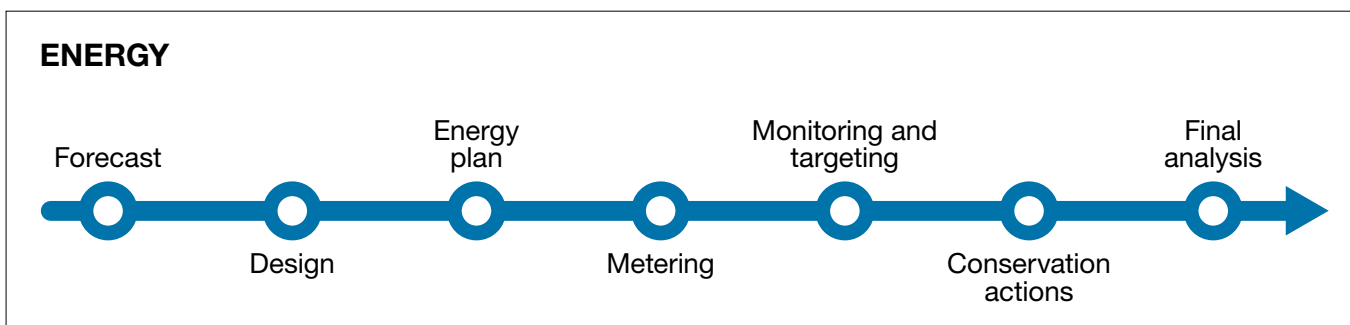 ENERGY
Forecast
Design
Energy
plan
Metering
Monitoring and
targeting
Conservation
actions
Final
analysis